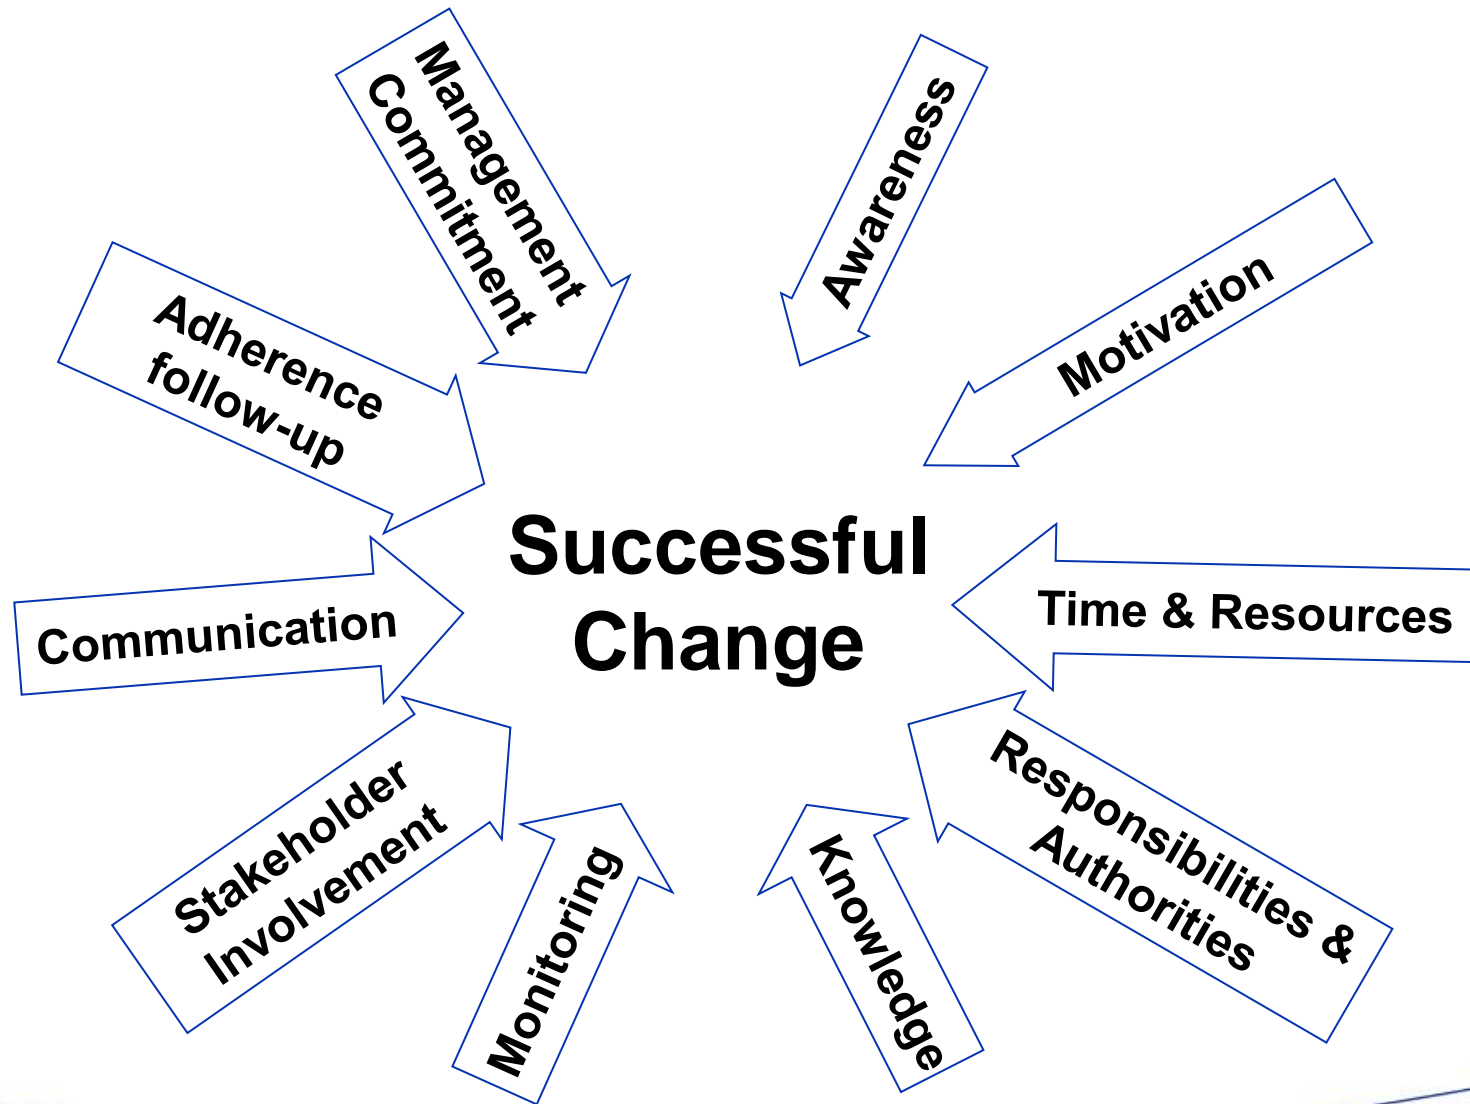 Management
Commitment
Awareness
Motivation
Adherence
follow-up
Successful
Change
Communication
Time & Resources
Stakeholder
Involvement
Monitoring
Knowledge
Responsibilities &
Authorities